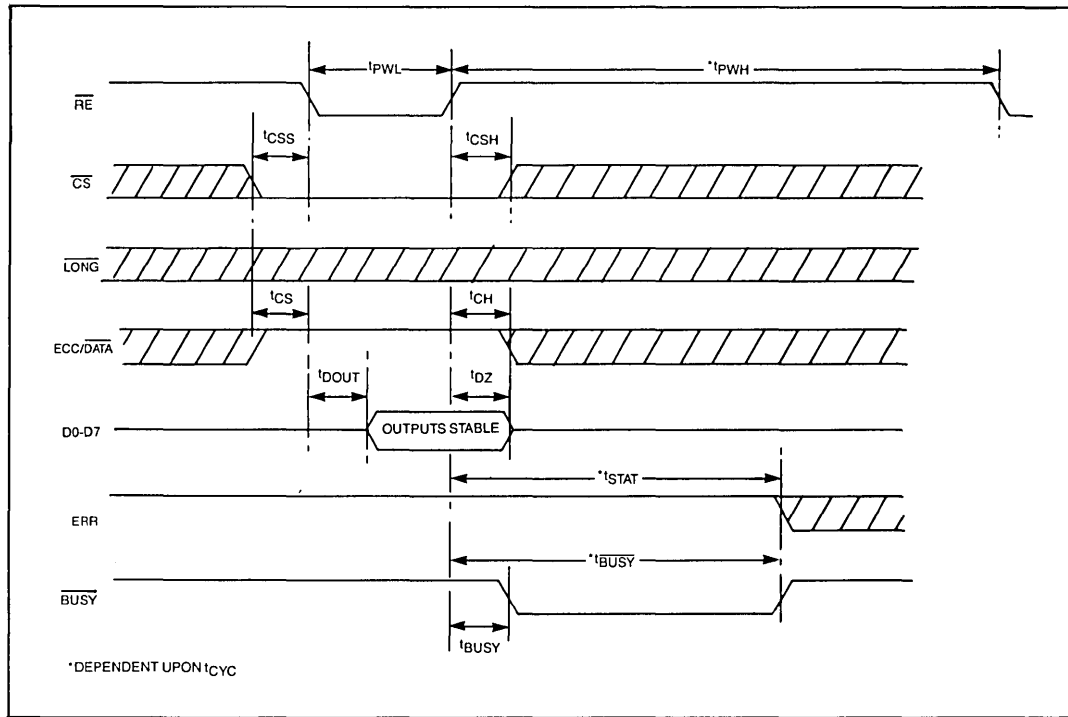 tPWL
*tPWH
RE
tCSS
tCSH
CS
LONG
tCS
tCH
ECC/DATA
tDOUT
tDZ
D0-D7
OUTPUTS STABLE
*tSTAT
ERR
*tBUSY
BUSY
tBUSY
*DEPENDENT UPON tCYC